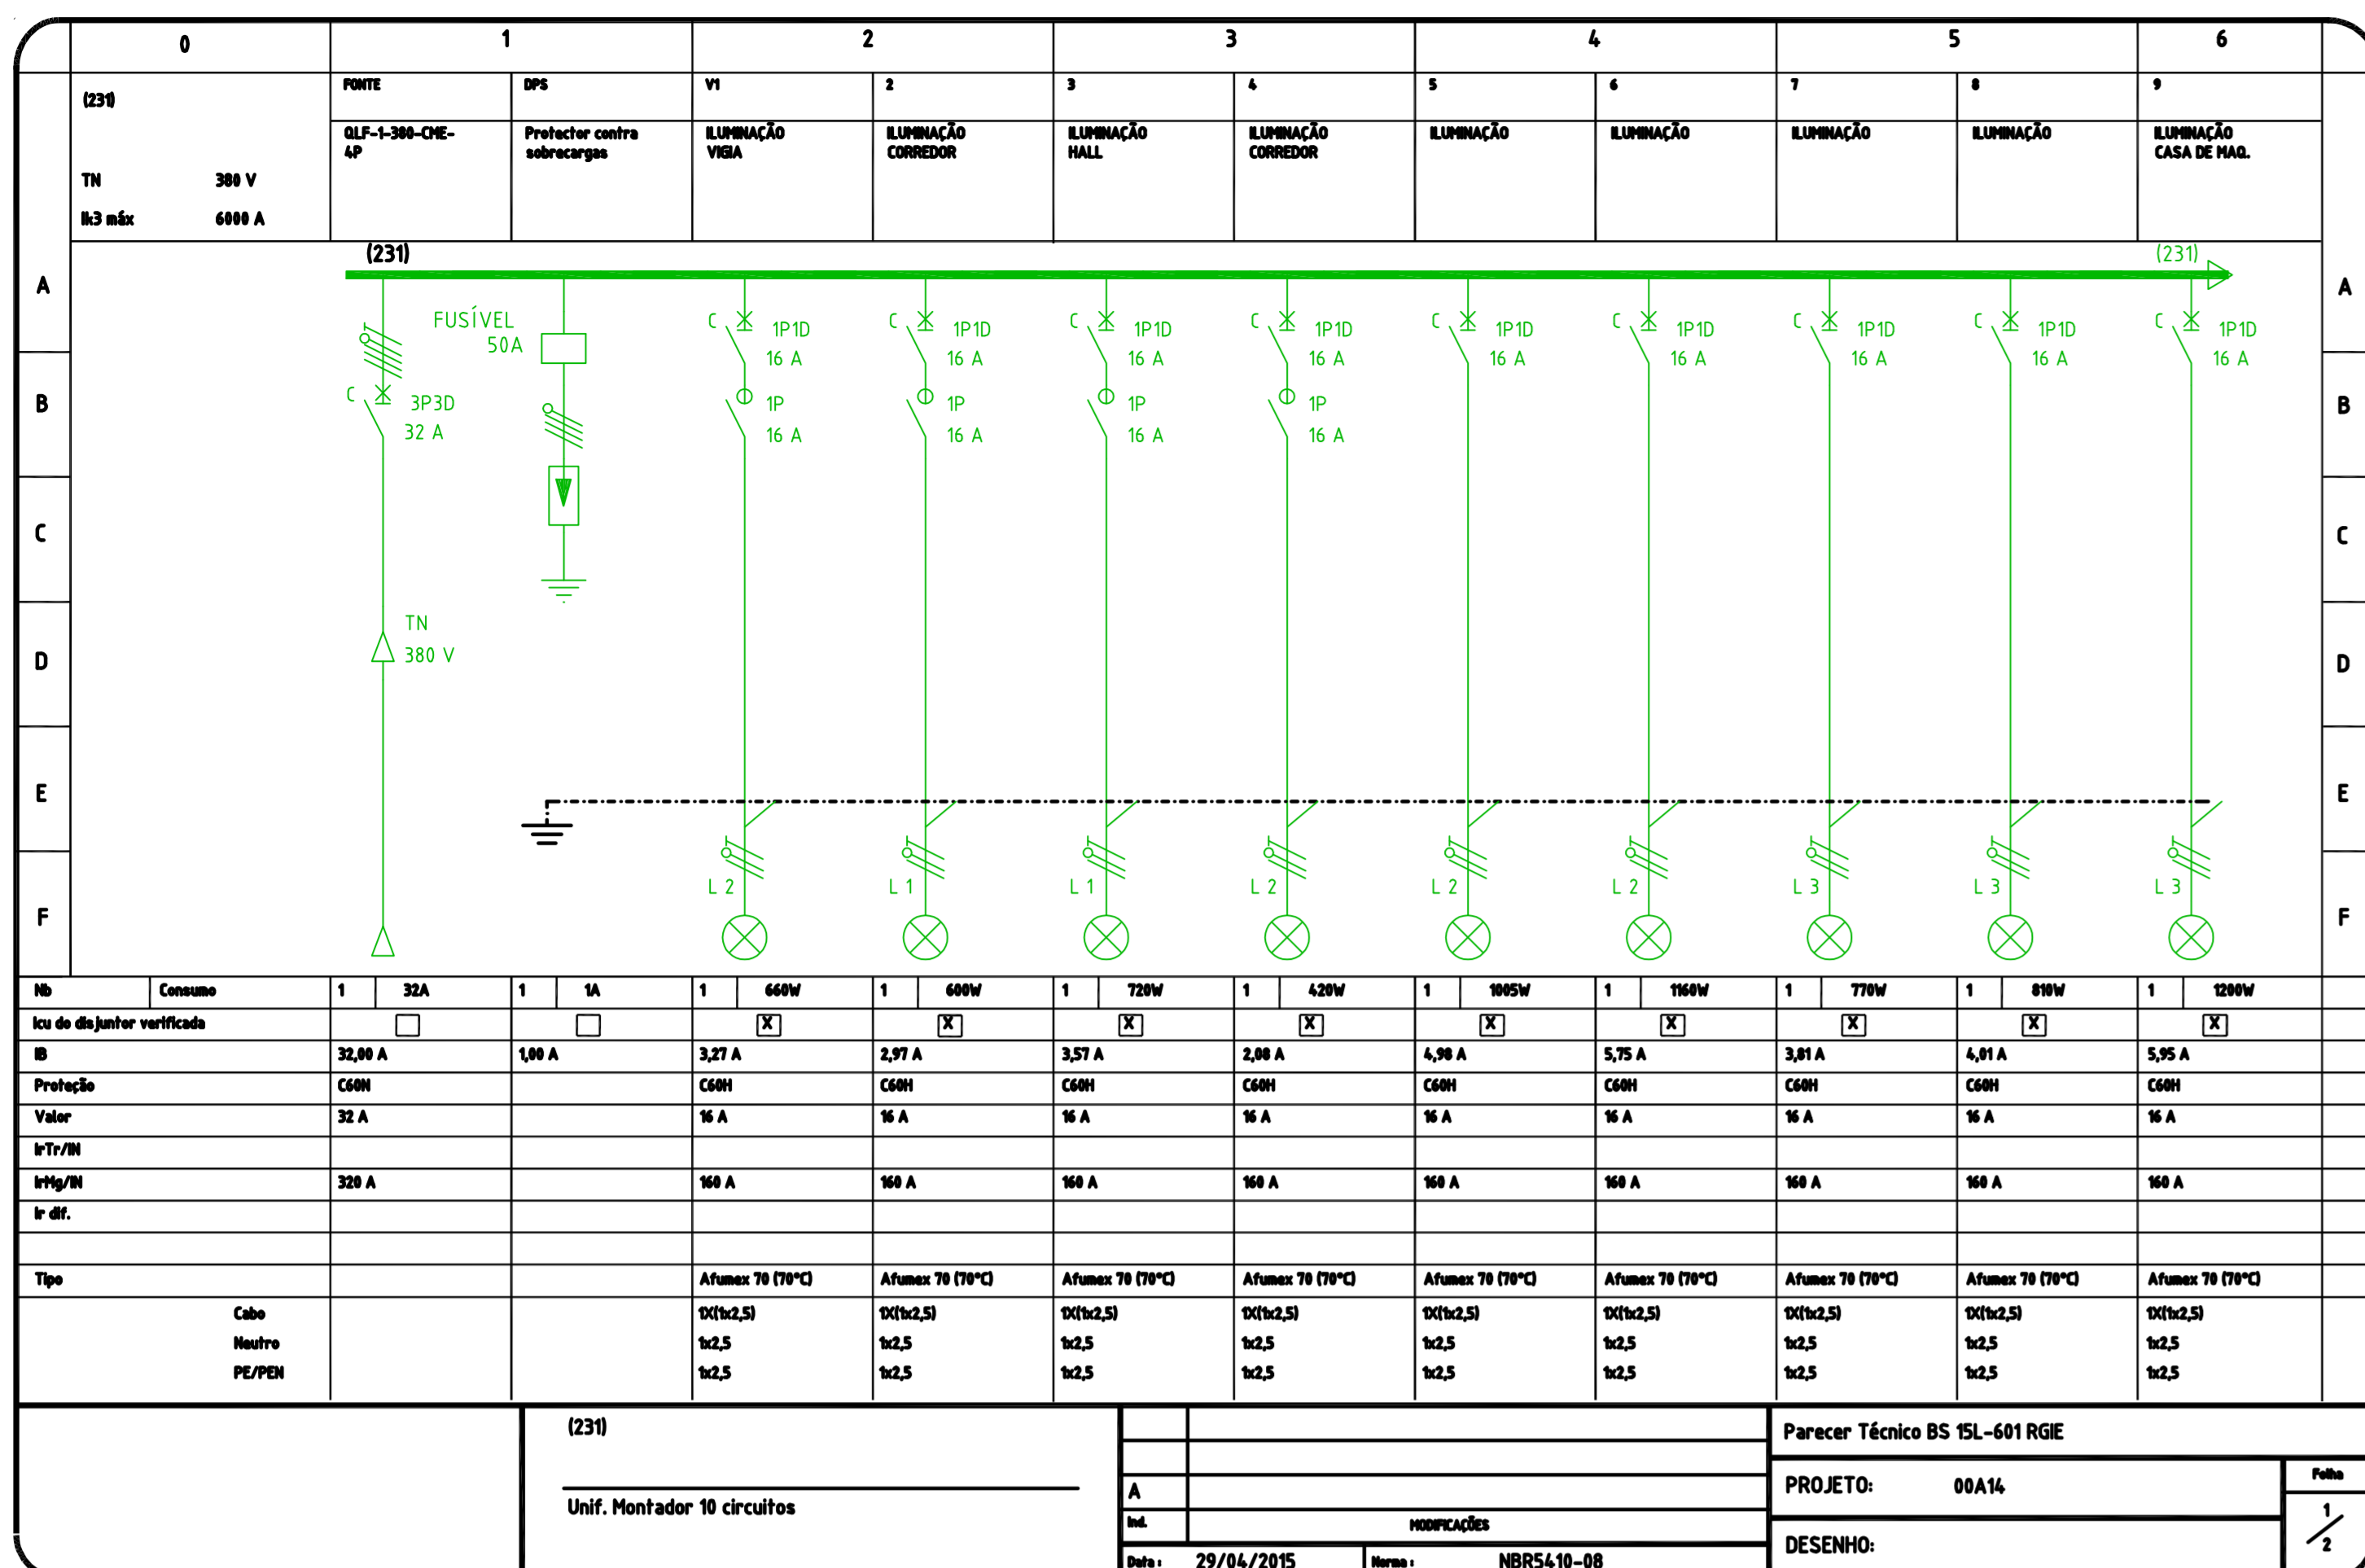 0 1 2 3 4 5 6
(231)
TN 380 V
Ik3 máx 6000 A
FONTE DPS V1 2 3 4 5 6 7 8 9
QLF-1-380-CME- Protector contra ILUMINAÇÃO ILUMINAÇÃO ILUMINAÇÃO ILUMINAÇÃO ILUMINAÇÃO ILUMINAÇÃO ILUMINAÇÃO ILUMINAÇÃO ILUMINAÇÃO
4P sobrecargas VIGIA CORREDOR HALL CORREDOR CASA DE MAQ.
(231) (231)
A A
FUSÍVEL C 1P1D C 1P1D C 1P1D C 1P1D C 1P1D C 1P1D C 1P1D C 1P1D C 1P1D
50A 16 A 16 A 16 A 16 A 16 A 16 A 16 A 16 A 16 A
B C 3P3D 1P 1P 1P 1P B
32 A 16 A 16 A 16 A 16 A
C C
TN
D 380 V D
E E
L 2 L 1 L 1 L 2 L 2 L 2 L 3 L 3 L 3
F F
Nb Consumo 1 32A 1 1A 1 660W 1 600W 1 720W 1 420W 1 1005W 1 1160W 1 770W 1 810W 1 1200W
Icu do disjuntor verificada X X X X X X X X X
IB 32,00 A 1,00 A 3,27 A 2,97 A 3,57 A 2,08 A 4,98 A 5,75 A 3,81 A 4,01 A 5,95 A
Proteção C60N C60H C60H C60H C60H C60H C60H C60H C60H C60H
Valor 32 A 16 A 16 A 16 A 16 A 16 A 16 A 16 A 16 A 16 A
IrTr/IN
IrMg/IN 320 A 160 A 160 A 160 A 160 A 160 A 160 A 160 A 160 A 160 A
Ir dif.
Tipo Afumex 70 (70°C) Afumex 70 (70°C) Afumex 70 (70°C) Afumex 70 (70°C) Afumex 70 (70°C) Afumex 70 (70°C) Afumex 70 (70°C) Afumex 70 (70°C) Afumex 70 (70°C)
Cabo 1X(1x2,5) 1X(1x2,5) 1X(1x2,5) 1X(1x2,5) 1X(1x2,5) 1X(1x2,5) 1X(1x2,5) 1X(1x2,5) 1X(1x2,5)
Neutro 1x2,5 1x2,5 1x2,5 1x2,5 1x2,5 1x2,5 1x2,5 1x2,5 1x2,5
PE/PEN 1x2,5 1x2,5 1x2,5 1x2,5 1x2,5 1x2,5 1x2,5 1x2,5 1x2,5
(231)
Unif. Montador 10 circuitos
A
Ind. MODIFICAÇÕES
Data : 29/04/2015 Norma : NBR5410-08
Parecer Técnico BS 15L-601 RGIE
PROJETO: 00A14
DESENHO:
Folha
1
2